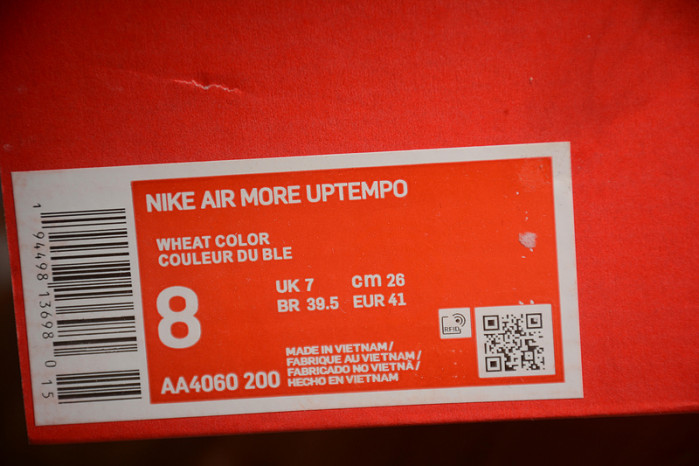 NIKE AIR MORE UPTEMPO
WHEAT COLOR
COULEUR DU BLE
8
UK 7 cm 26
BR 39.5 EUR 41
RFID
AA4060 200
MADE IN VIETNAM /
FABRIQUE AU VIETNAM /
FABRICADO NO VIETNÃ /
HECHO EN VIETNAM
1 94498 13698 0 15